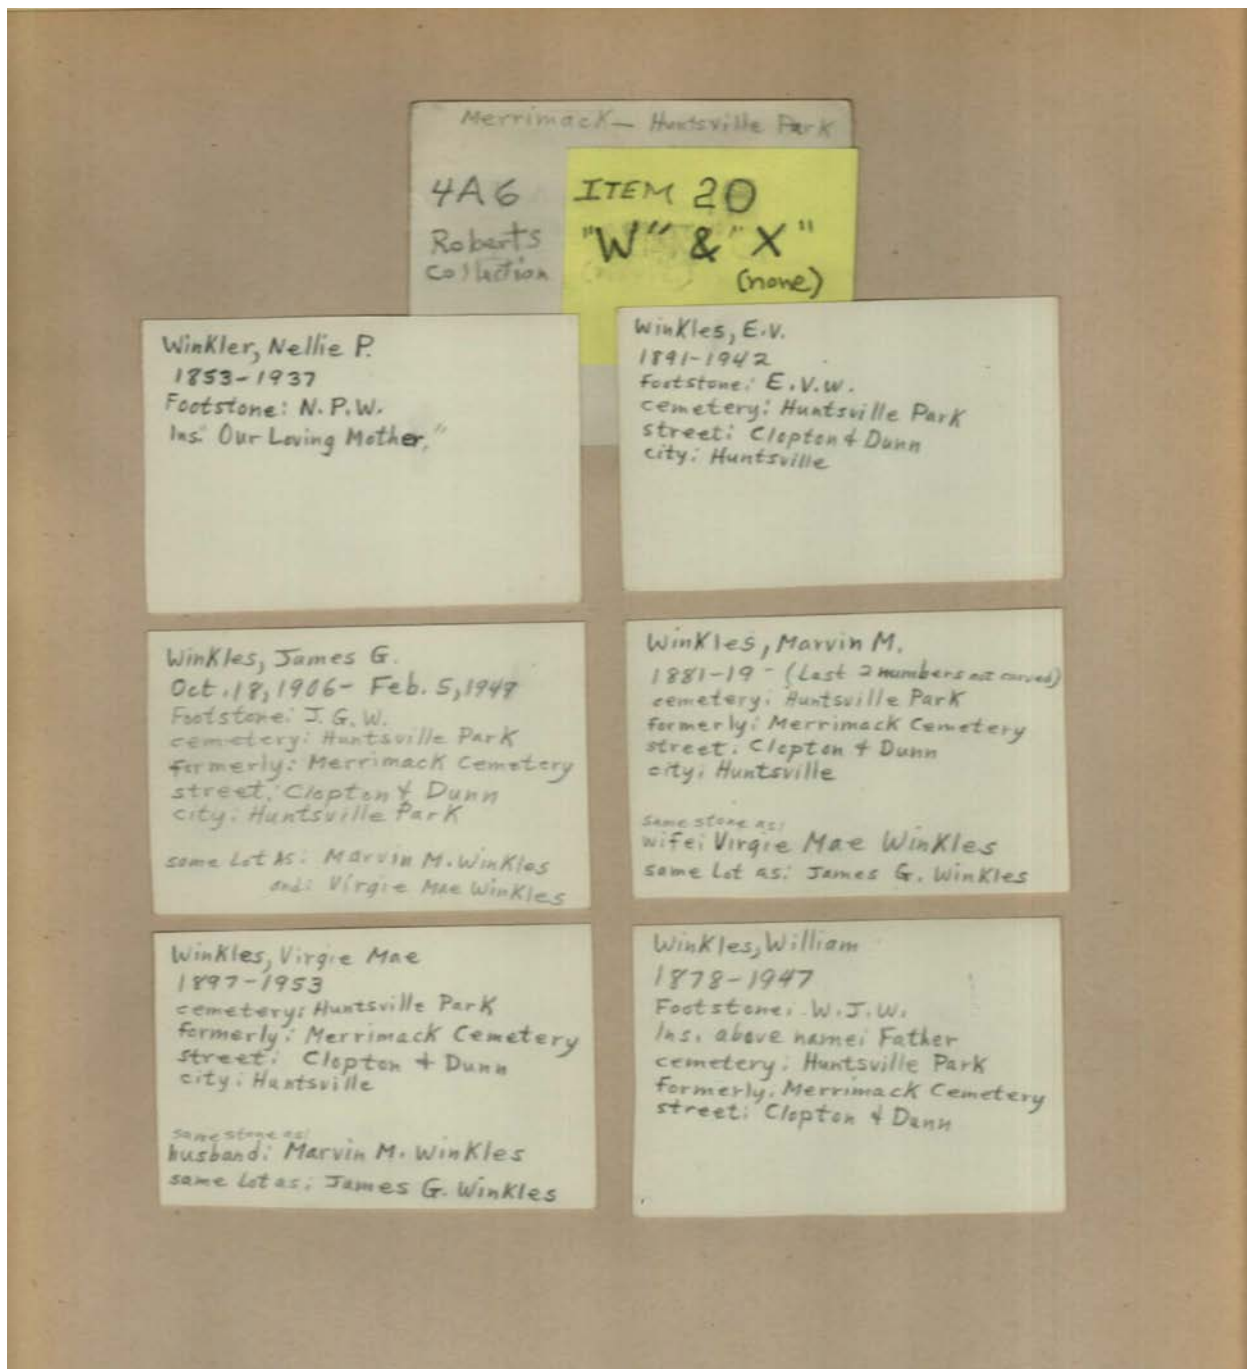 Merrimack- Huntsville Park
4A6
Roberts
Collection
ITEM 20
"W" & "X"
(none)
Winkler, Nellie P.
1853-1937
Footstone: N.P.W.
Ins. "Our Loving Mother."
Winkles, E.V.
1891-1942
footstone: E.V.W.
cemetery: Huntsville Park
street: Clopton & Dunn
city: Huntsville
Winkles, James G.
Oct. 18, 1906- Feb. 5, 1949
Footstone: J.G.W.
cemetery: Huntsville Park
formerly: Merrimack Cemetery
street: Clopton & Dunn
city: Huntsville Park
same Lot As: Marvin M. Winkles
and: Virgie Mae Winkles
Winkles, Marvin M.
1881-19 - (Last 2 numbers not carved)
cemetery: Huntsville Park
formerly: Merrimack Cemetery
street: Clopton & Dunn
city: Huntsville
same stone as:
wife: Virgie Mae Winkles
same Lot as: James G. Winkles
Winkles, Virgie Mae
1897-1953
cemetery: Huntsville Park
formerly: Merrimack Cemetery
street: Clopton & Dunn
city: Huntsville
same stone as:
husband: Marvin M. Winkles
same Lot as: James G. Winkles
Winkles, William
1878-1947
Footstone: W.J.W.
Ins. above name: Father
cemetery: Huntsville Park
formerly: Merrimack Cemetery
street: Clopton & Dunn